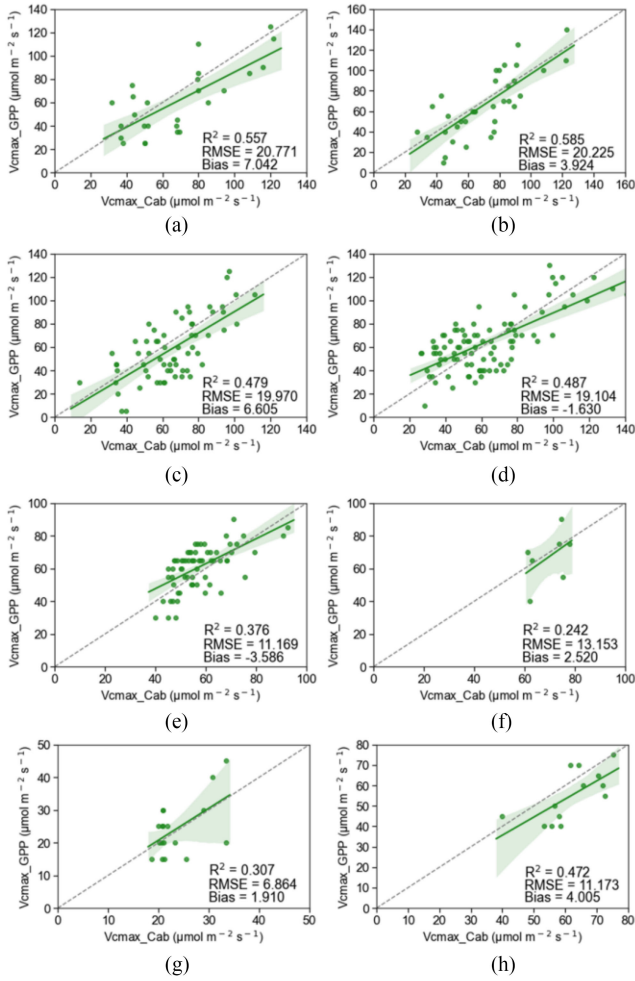 Vcmax_GPP (μmol m⁻² s⁻¹)
140
120
100
80
60
40
20
0
R² = 0.557
RMSE = 20.771
Bias = 7.042
0 20 40 60 80 100 120 140
Vcmax_Cab (μmol m⁻² s⁻¹)
(a)
Vcmax_GPP (μmol m⁻² s⁻¹)
160
140
120
100
80
60
40
20
0
R² = 0.585
RMSE = 20.225
Bias = 3.924
0 20 40 60 80 100 120 140 160
Vcmax_Cab (μmol m⁻² s⁻¹)
(b)
Vcmax_GPP (μmol m⁻² s⁻¹)
140
120
100
80
60
40
20
0
R² = 0.479
RMSE = 19.970
Bias = 6.605
0 20 40 60 80 100 120 140
Vcmax_Cab (μmol m⁻² s⁻¹)
(c)
Vcmax_GPP (μmol m⁻² s⁻¹)
140
120
100
80
60
40
20
0
R² = 0.487
RMSE = 19.104
Bias = -1.630
0 20 40 60 80 100 120 140
Vcmax_Cab (μmol m⁻² s⁻¹)
(d)
Vcmax_GPP (μmol m⁻² s⁻¹)
100
80
60
40
20
0
R² = 0.376
RMSE = 11.169
Bias = -3.586
0 20 40 60 80 100
Vcmax_Cab (μmol m⁻² s⁻¹)
(e)
Vcmax_GPP (μmol m⁻² s⁻¹)
100
80
60
40
20
0
R² = 0.242
RMSE = 13.153
Bias = 2.520
0 20 40 60 80 100
Vcmax_Cab (μmol m⁻² s⁻¹)
(f)
Vcmax_GPP (μmol m⁻² s⁻¹)
50
40
30
20
10
0
R² = 0.307
RMSE = 6.864
Bias = 1.910
0 10 20 30 40 50
Vcmax_Cab (μmol m⁻² s⁻¹)
(g)
Vcmax_GPP (μmol m⁻² s⁻¹)
80
70
60
50
40
30
20
10
0
R² = 0.472
RMSE = 11.173
Bias = 4.005
0 10 20 30 40 50 60 70 80
Vcmax_Cab (μmol m⁻² s⁻¹)
(h)